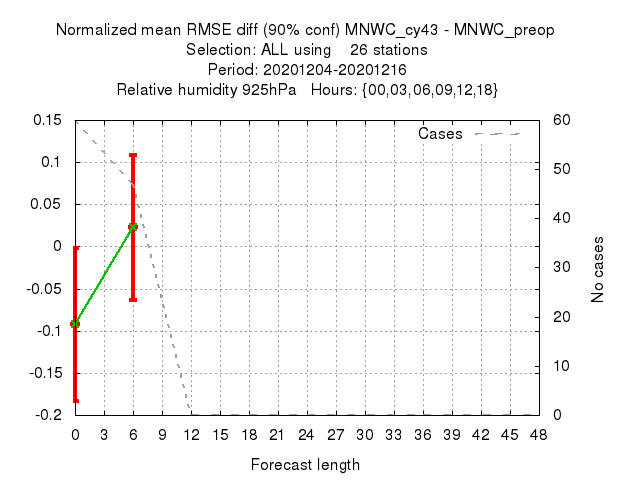 Normalized mean RMSE diff (90% conf) MNWC_cy43 - MNWC_preop
Selection: ALL using 26 stations
Period: 20201204-20201216
Relative humidity 925hPa Hours: {00,03,06,09,12,18}
Cases
0.15
0.1
0.05
0
-0.05
-0.1
-0.15
-0.2
60
50
40
30
20
10
0
No cases
0 3 6 9 12 15 18 21 24 27 30 33 36 39 42 45 48
Forecast length